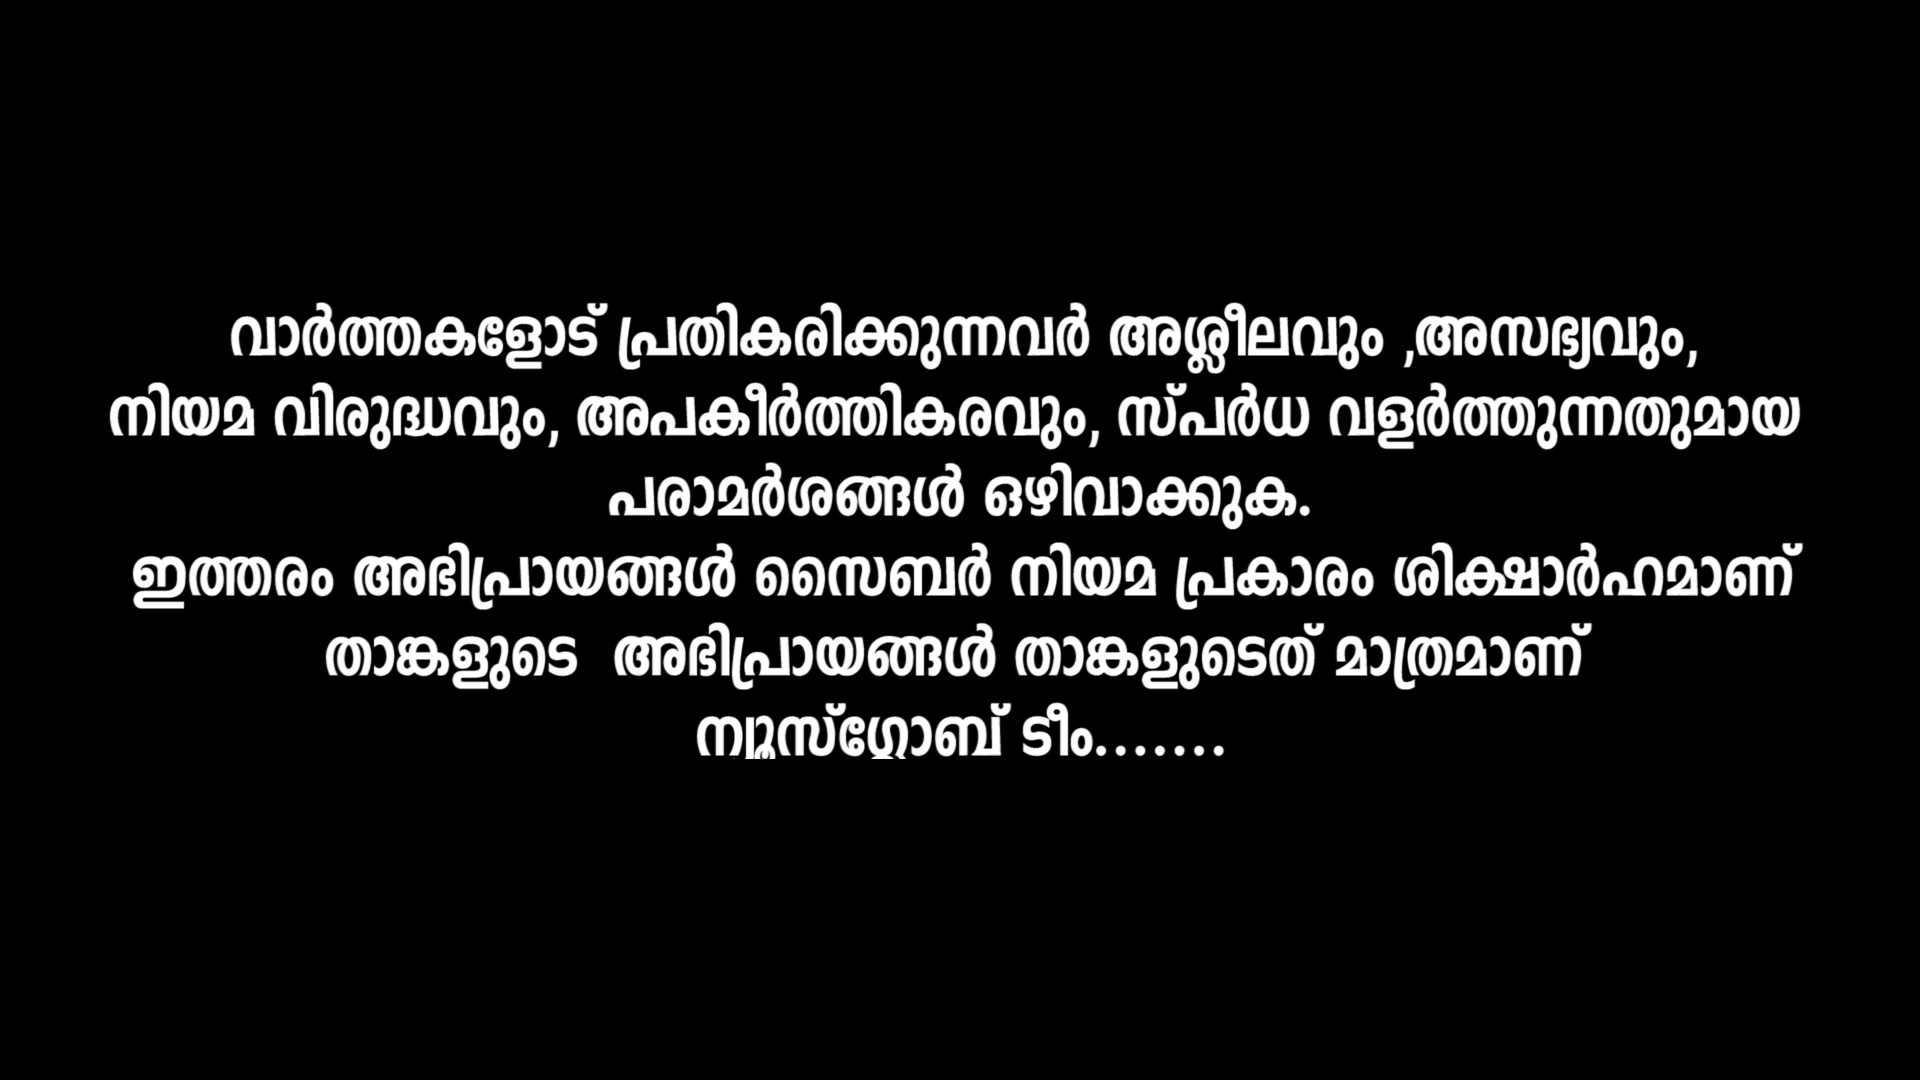 വാർത്തകളോട് പ്രതികരിക്കുന്നവർ അശ്ലീലവും ,അസഭ്യവും,
നിയമ വിരുദ്ധവും, അപകീർത്തികരവും, സ്പർധ വളർത്തുന്നതുമായ
പരാമർശങ്ങൾ ഒഴിവാക്കുക.
ഇത്തരം അഭിപ്രായങ്ങൾ സൈബർ നിയമ പ്രകാരം ശിക്ഷാർഹമാണ്
താങ്കളുടെ  അഭിപ്രായങ്ങൾ താങ്കളുടെത് മാത്രമാണ്
ന്യൂസ്ഗ്ലോബ് ടീം.......